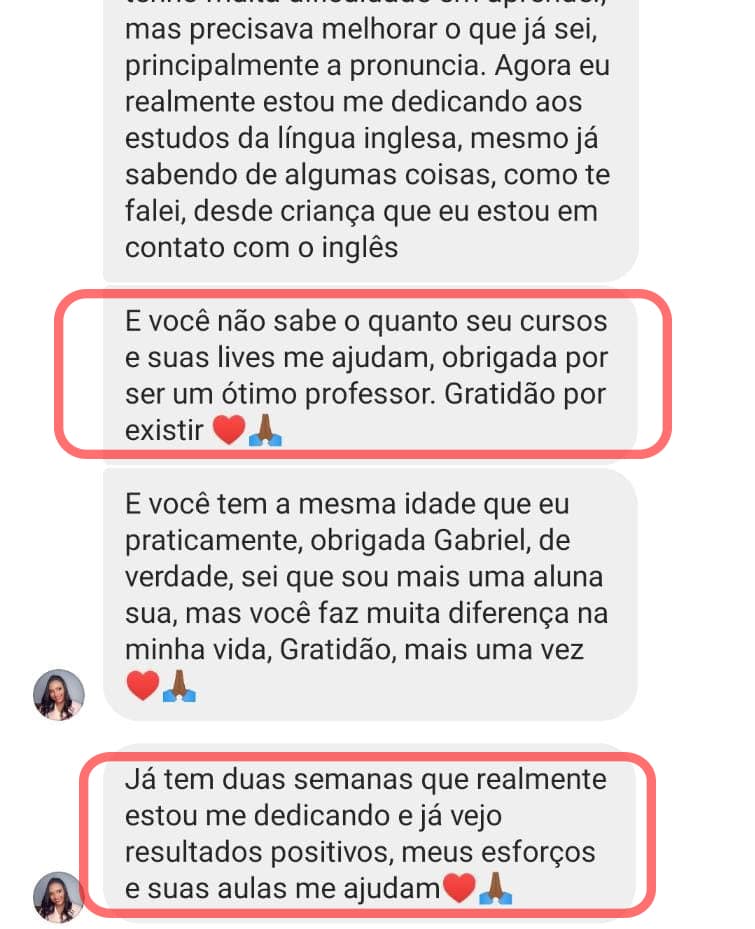 mas precisava melhorar o que já sei,
principalmente a pronuncia. Agora eu
realmente estou me dedicando aos
estudos da língua inglesa, mesmo já
sabendo de algumas coisas, como te
falei, desde criança que eu estou em
contato com o inglês
E você não sabe o quanto seu cursos
e suas lives me ajudam, obrigada por
ser um ótimo professor. Gratidão por
existir ❤️🙏🏾
E você tem a mesma idade que eu
praticamente, obrigada Gabriel, de
verdade, sei que sou mais uma aluna
sua, mas você faz muita diferença na
minha vida, Gratidão, mais uma vez
❤️🙏🏾
Já tem duas semanas que realmente
estou me dedicando e já vejo
resultados positivos, meus esforços
e suas aulas me ajudam❤️🙏🏾